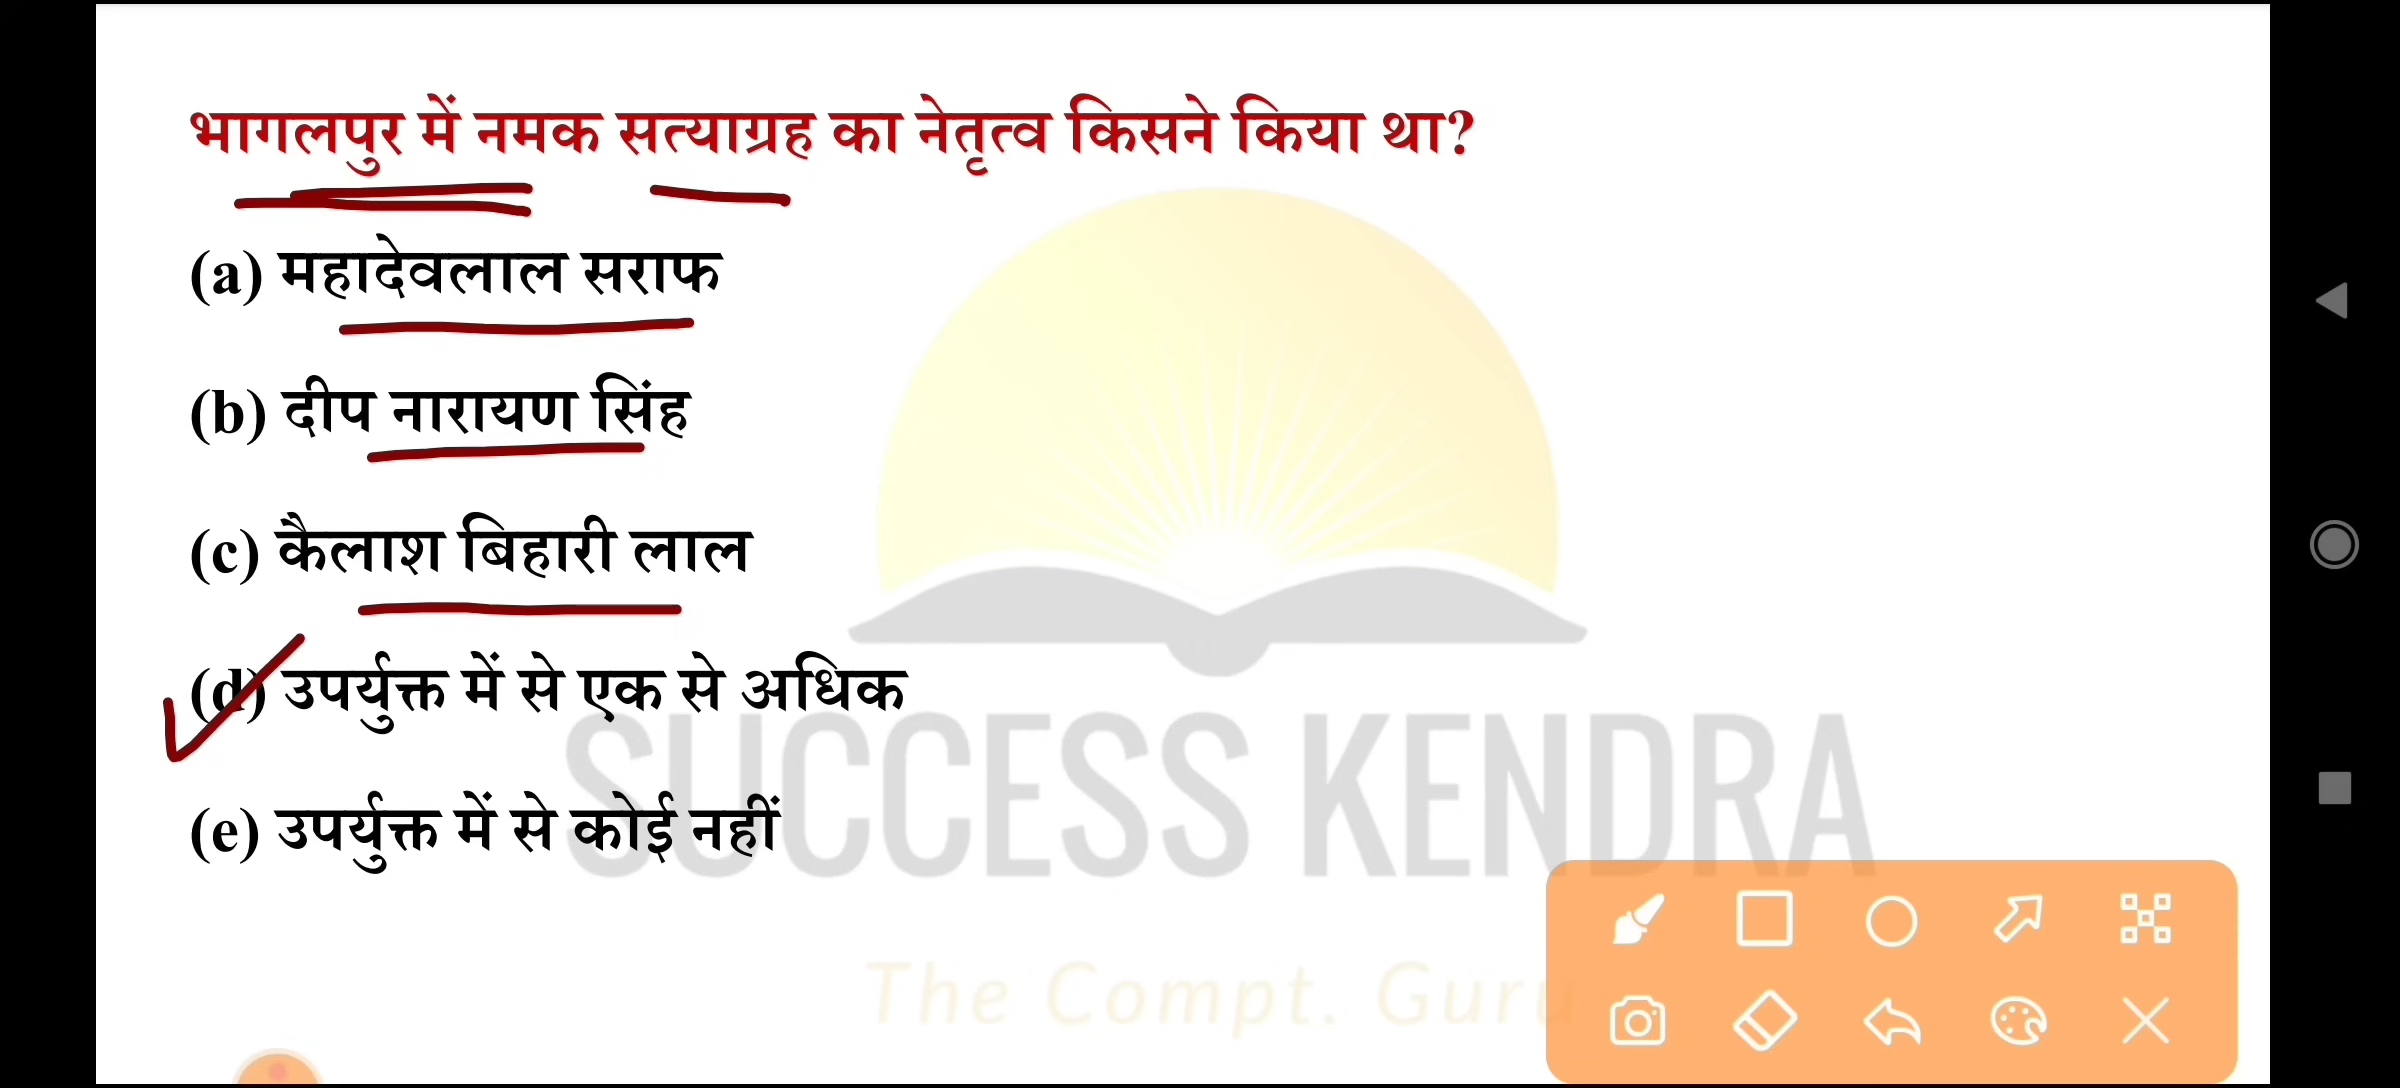 भागलपुर में नमक सत्याग्रह का नेतृत्व किसने किया था?
(a) महादेवलाल सराफ
(b) दीप नारायण सिंह
(c) कैलाश बिहारी लाल
(d) उपर्युक्त में से एक से अधिक
(e) उपर्युक्त में से कोई नहीं
SUCCESS KENDRA
The Compt. Guru